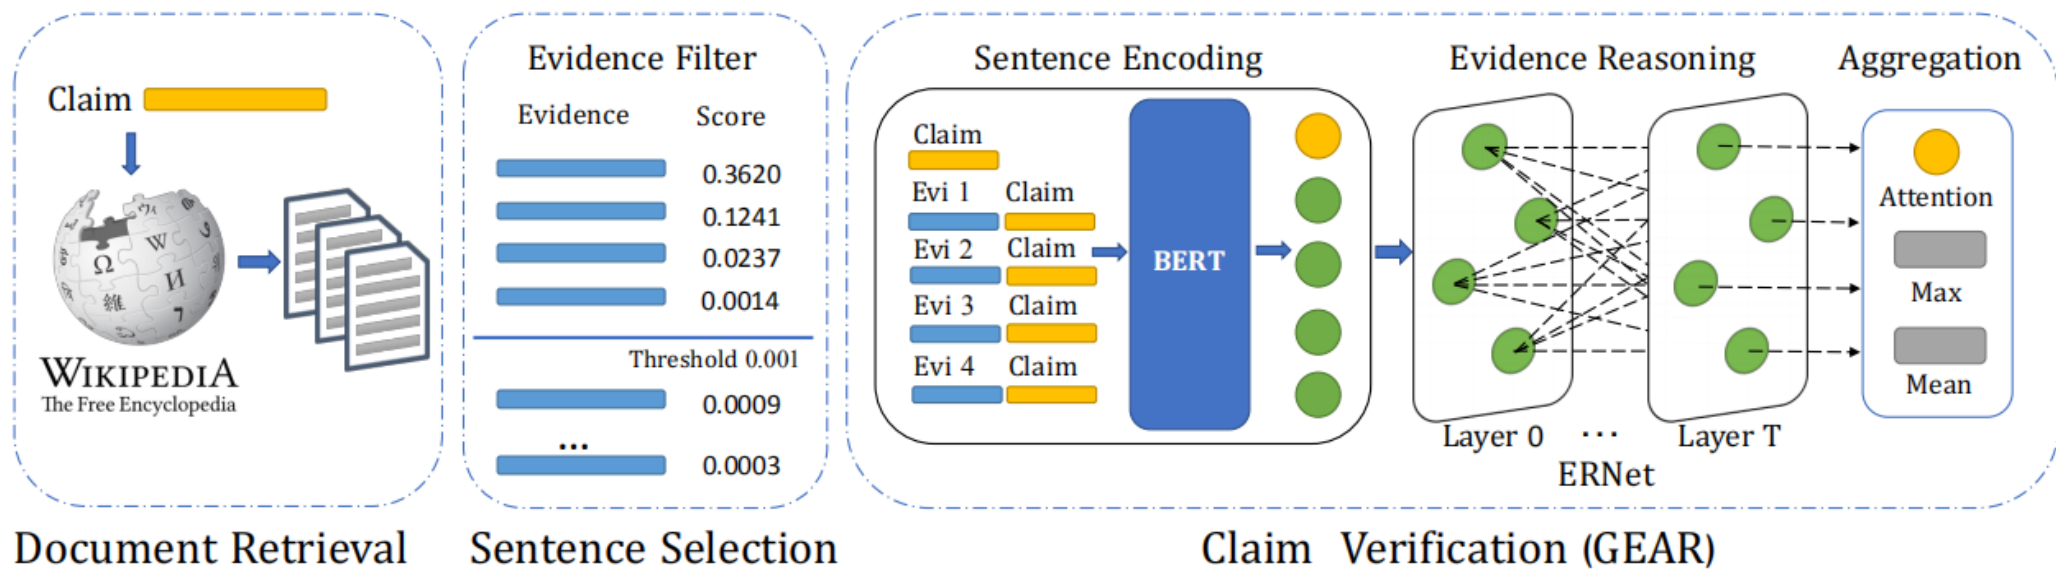 Claim
WIKIPEDIA
The Free Encyclopedia
Document Retrieval
Evidence Filter
Evidence Score
0.3620
0.1241
0.0237
0.0014
Threshold 0.001
0.0009
...
0.0003
Sentence Selection
Sentence Encoding
Claim
Evi 1 Claim
Evi 2 Claim
Evi 3 Claim
Evi 4 Claim
BERT
Evidence Reasoning
Layer 0 ... Layer T
ERNet
Aggregation
Attention
Max
Mean
Claim Verification (GEAR)